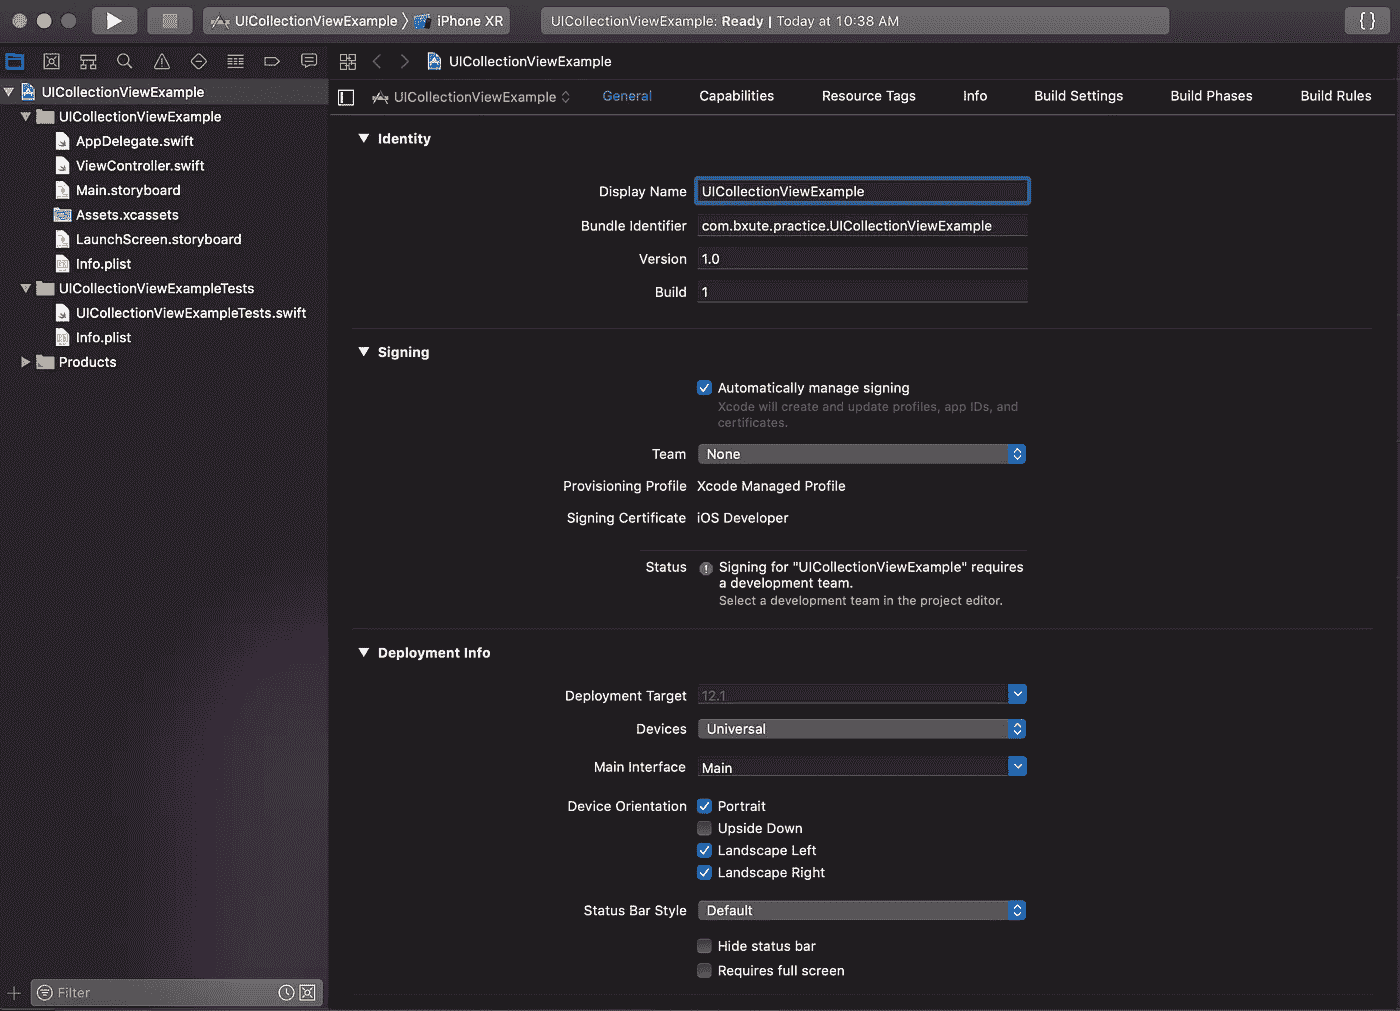 UICollectionViewExample
iPhone XR
UICollectionViewExample: Ready | Today at 10:38 AM
{}
UICollectionViewExample
UICollectionViewExample
UICollectionViewExample
AppDelegate.swift
ViewController.swift
Main.storyboard
Assets.xcassets
LaunchScreen.storyboard
Info.plist
UICollectionViewExampleTests
UICollectionViewExampleTests.swift
Info.plist
Products
Filter
UICollectionViewExample
General
Capabilities
Resource Tags
Info
Build Settings
Build Phases
Build Rules
Identity
Display Name UICollectionViewExample
Bundle Identifier com.bxute.practice.UICollectionViewExample
Version 1.0
Build 1
Signing
Automatically manage signing
Xcode will create and update profiles, app IDs, and
certificates.
Team None
Provisioning Profile Xcode Managed Profile
Signing Certificate iOS Developer
Status Signing for "UICollectionViewExample" requires
a development team.
Select a development team in the project editor.
Deployment Info
Deployment Target 12.1
Devices Universal
Main Interface Main
Device Orientation Portrait
Upside Down
Landscape Left
Landscape Right
Status Bar Style Default
Hide status bar
Requires full screen